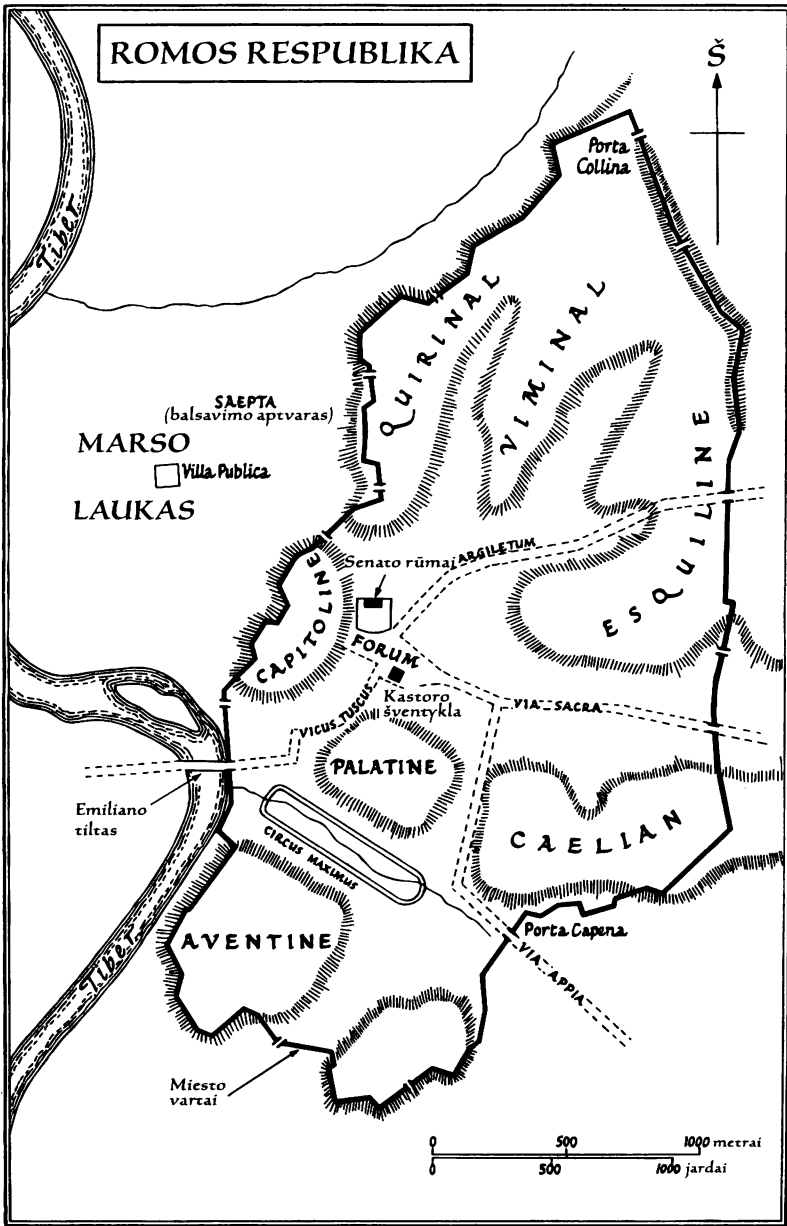 ROMOS RESPUBLIKA
Š
Porta
Collina
Tiber
QUIRINAL
VIMINAL
SAEPTA
(balsavimo aptvaras)
MARSO
Villa Publica
LAUKAS
ESQUILINE
ARGILETUM
Senato rūmai
CAPITOLINE
FORUM
Kastoro
šventykla
VICUS TUSCUS
VIA SACRA
PALATINE
Emiliano
tiltas
CIRCUS MAXIMUS
CAELIAN
Porta Capena
AVENTINE
VIA APPIA
Tiber
Miesto
vartai
0 500 1000 metrai
0 500 1000 jardai